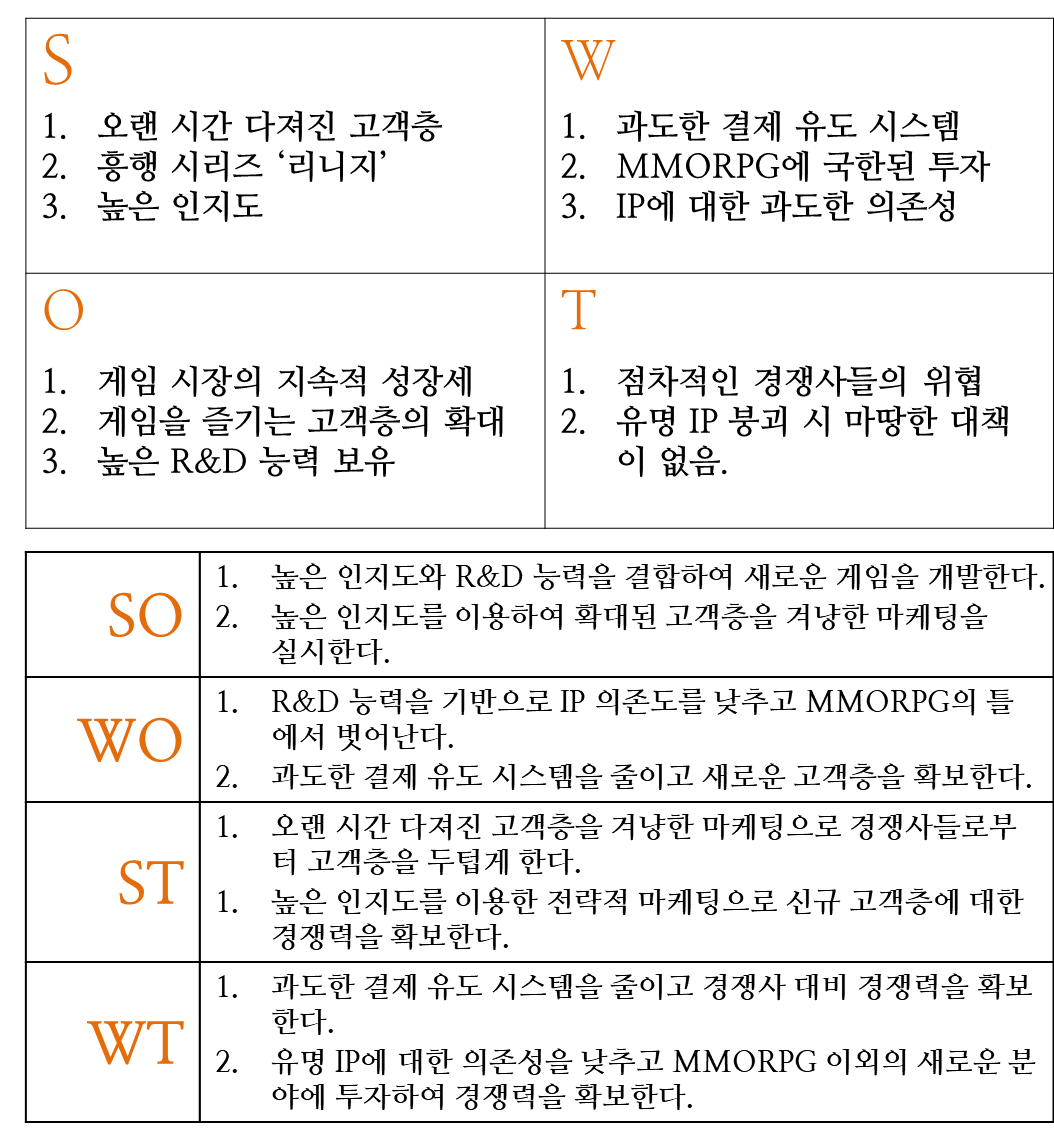 S
1. 오랜 시간 다져진 고객층
2. 흥행 시리즈 ‘리니지’
3. 높은 인지도
W
1. 과도한 결제 유도 시스템
2. MMORPG에 국한된 투자
3. IP에 대한 과도한 의존성
O
1. 게임 시장의 지속적 성장세
2. 게임을 즐기는 고객층의 확대
3. 높은 R&D 능력 보유
T
1. 점차적인 경쟁사들의 위협
2. 유명 IP 붕괴 시 마땅한 대책
이 없음.
SO
1. 높은 인지도와 R&D 능력을 결합하여 새로운 게임을 개발한다.
2. 높은 인지도를 이용하여 확대된 고객층을 겨냥한 마케팅을
실시한다.
WO
1. R&D 능력을 기반으로 IP 의존도를 낮추고 MMORPG의 틀
에서 벗어난다.
2. 과도한 결제 유도 시스템을 줄이고 새로운 고객층을 확보한다.
ST
1. 오랜 시간 다져진 고객층을 겨냥한 마케팅으로 경쟁사들로부
터 고객층을 두텁게 한다.
1. 높은 인지도를 이용한 전략적 마케팅으로 신규 고객층에 대한
경쟁력을 확보한다.
WT
1. 과도한 결제 유도 시스템을 줄이고 경쟁사 대비 경쟁력을 확보
한다.
2. 유명 IP에 대한 의존성을 낮추고 MMORPG 이외의 새로운 분
야에 투자하여 경쟁력을 확보한다.